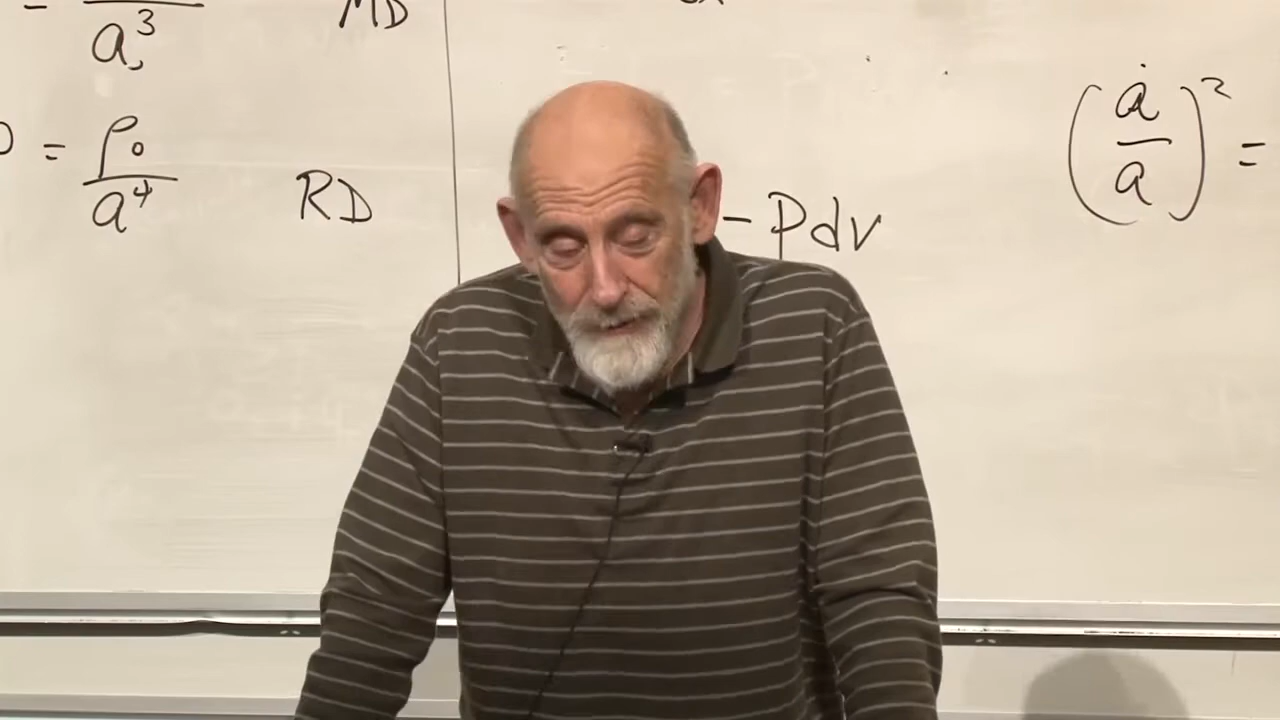 - a³ MD
= ρ₀/a⁴ RD
- Pdv
(ȧ/a)² =